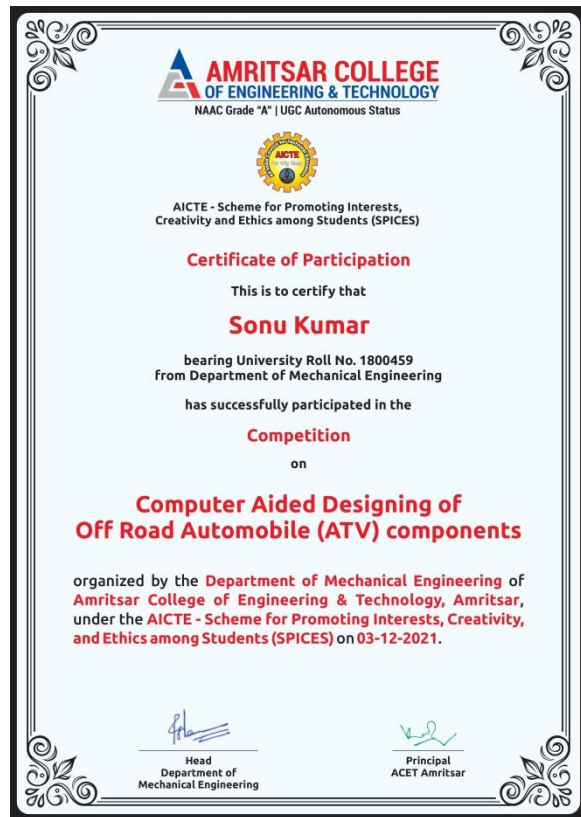 AMRITSAR COLLEGE
OF ENGINEERING & TECHNOLOGY
NAAC Grade "A" | UGC Autonomous Status
AICTE
AICTE - Scheme for Promoting Interests,
Creativity and Ethics among Students (SPICES)
Certificate of Participation
This is to certify that
Sonu Kumar
bearing University Roll No. 1800459
from Department of Mechanical Engineering
has successfully participated in the
Competition
on
Computer Aided Designing of
Off Road Automobile (ATV) components
organized by the Department of Mechanical Engineering of
Amritsar College of Engineering & Technology, Amritsar,
under the AICTE - Scheme for Promoting Interests, Creativity,
and Ethics among Students (SPICES) on 03-12-2021.
Head
Department of
Mechanical Engineering
Principal
ACET Amritsar